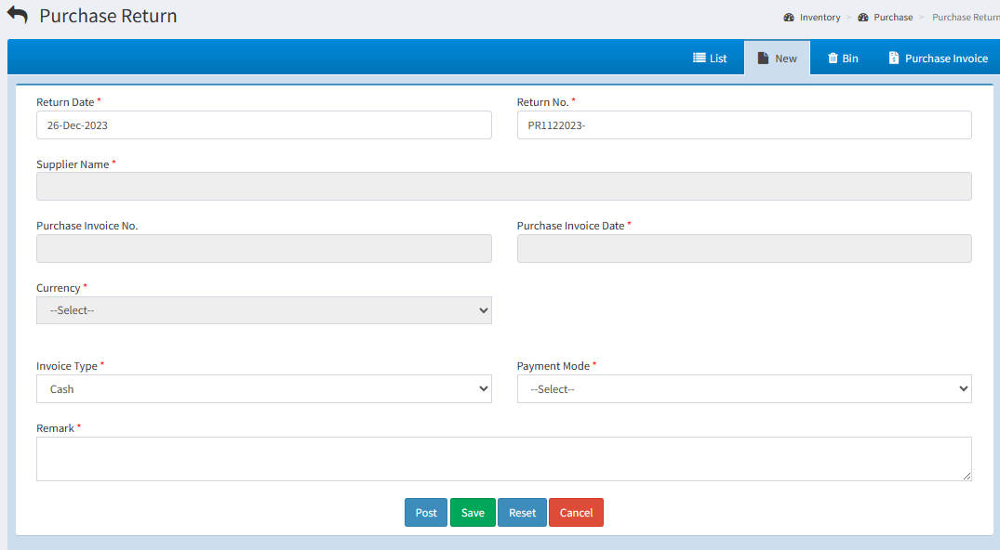 Purchase Return
Inventory > Purchase > Purchase Return
List New Bin Purchase Invoice
Return Date * Return No. *
26-Dec-2023 PR1122023-
Supplier Name *
Purchase Invoice No. Purchase Invoice Date *
Currency *
--Select--
Invoice Type * Payment Mode *
Cash --Select--
Remark *
Post Save Reset Cancel